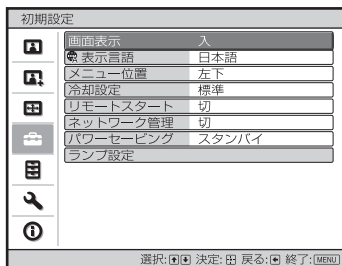 初期設定
画面表示 入
表示言語 日本語
メニュー位置 左下
冷却設定 標準
リモートスタート 切
ネットワーク管理 切
パワーセービング スタンバイ
ランプ設定
選択: 決定: 戻る: 終了:MENU